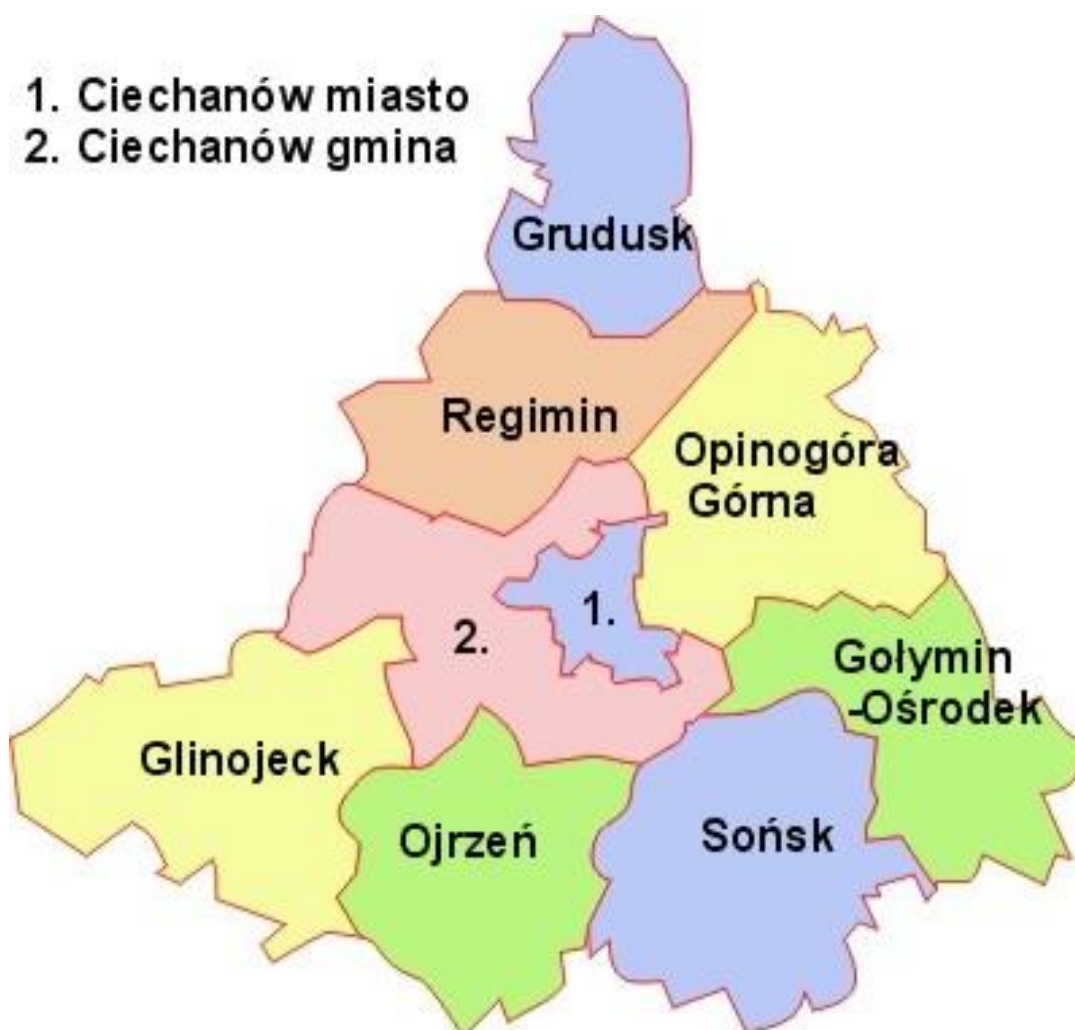 1. Ciechanów miasto
2. Ciechanów gmina
Grudusk
Regimin
Opinogóra
Górna
1.
2.
Gołymin
-Ośrodek
Glinojeck
Ojrzeń
Sońsk